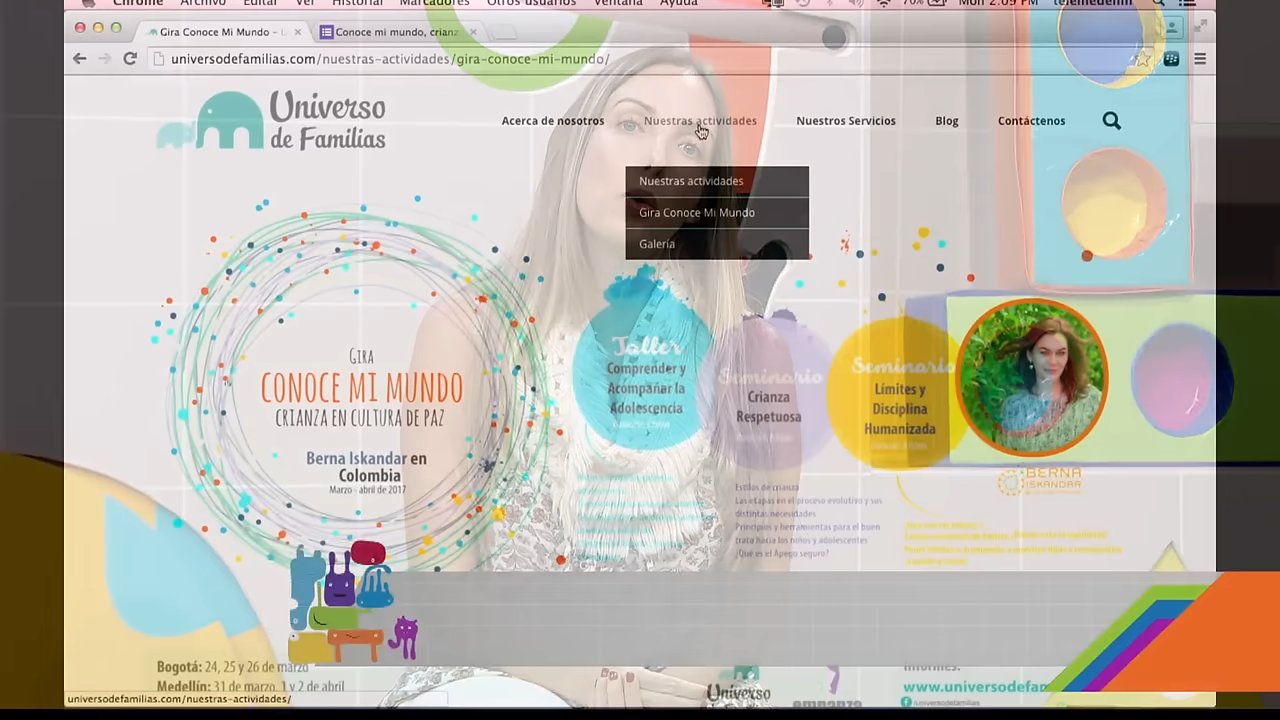 Chrome Archivo Editar Ver Historial Marcadores Otros usuarios Ventana Ayuda
70% Mon 2:09 PM telemedellin
Gira Conoce Mi Mundo –
Conoce mi mundo, crianz
universodefamilias.com/nuestras-actividades/gira-conoce-mi-mundo/
Universo
de Familias
Acerca de nosotros
Nuestras actividades
Nuestros Servicios
Blog
Contáctenos
Nuestras actividades
Gira Conoce Mi Mundo
Galería
GIRA
CONOCE MI MUNDO
CRIANZA EN CULTURA DE PAZ
Berna Iskandar en
Colombia
Marzo - abril de 2017
Taller
Comprender y
Acompañar la
Adolescencia
Seminario
Crianza
Respetuosa
Seminario
Límites y
Disciplina
Humanizada
BERNA
ISKANDAR
Estilos de crianza
Las etapas en el proceso evolutivo y sus
distintas necesidades
Principios y herramientas para el buen
trato hacia los niños y adolescentes
¿Qué es el Apego seguro?
Bogotá: 24, 25 y 26 de marzo
Medellín: 31 de marzo, 1 y 2 de abril
universodefamilias.com/nuestras-actividades/
Universo
Informes:
www.universodefam
/universodefamilias